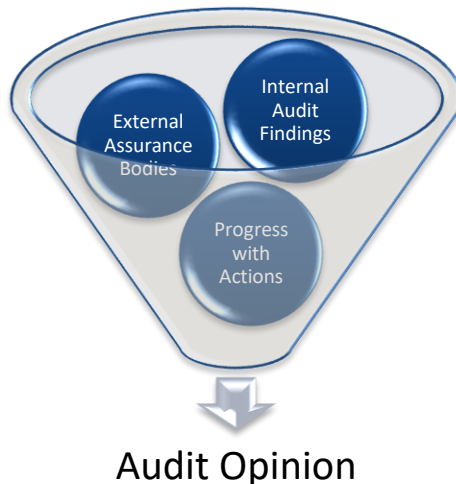 External
Assurance
Bodies
Internal
Audit
Findings
Progress
with
Actions
Audit Opinion